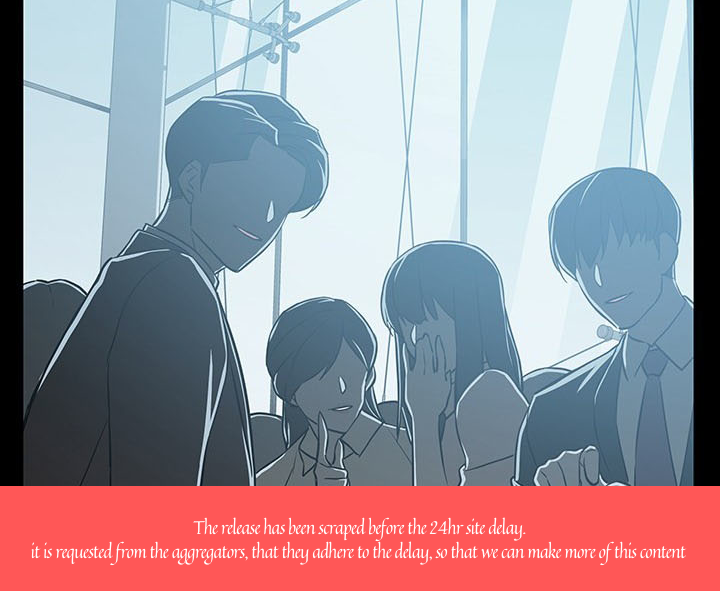 The release has been scraped before the 24hr site delay.
it is requested from the aggregators, that they adhere to the delay, so that we can make more of this content